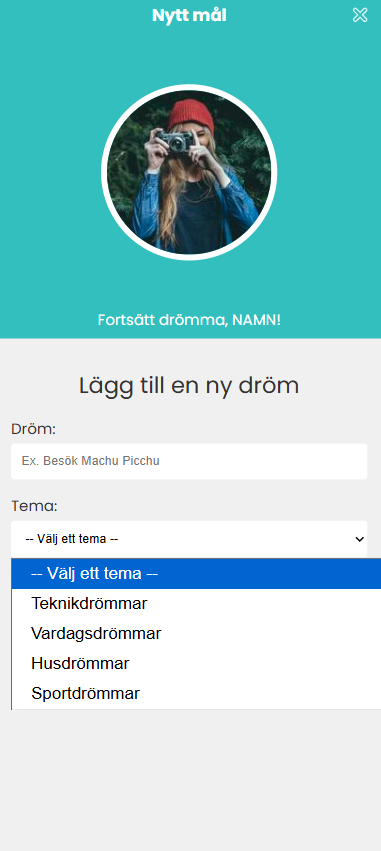 Nytt mål
Fortsätt drömma, NAMN!
Lägg till en ny dröm
Dröm:
Ex. Besök Machu Picchu
Tema:
-- Välj ett tema --
-- Välj ett tema --
Teknikdrömmar
Vardagsdrömmar
Husdrömmar
Sportdrömmar